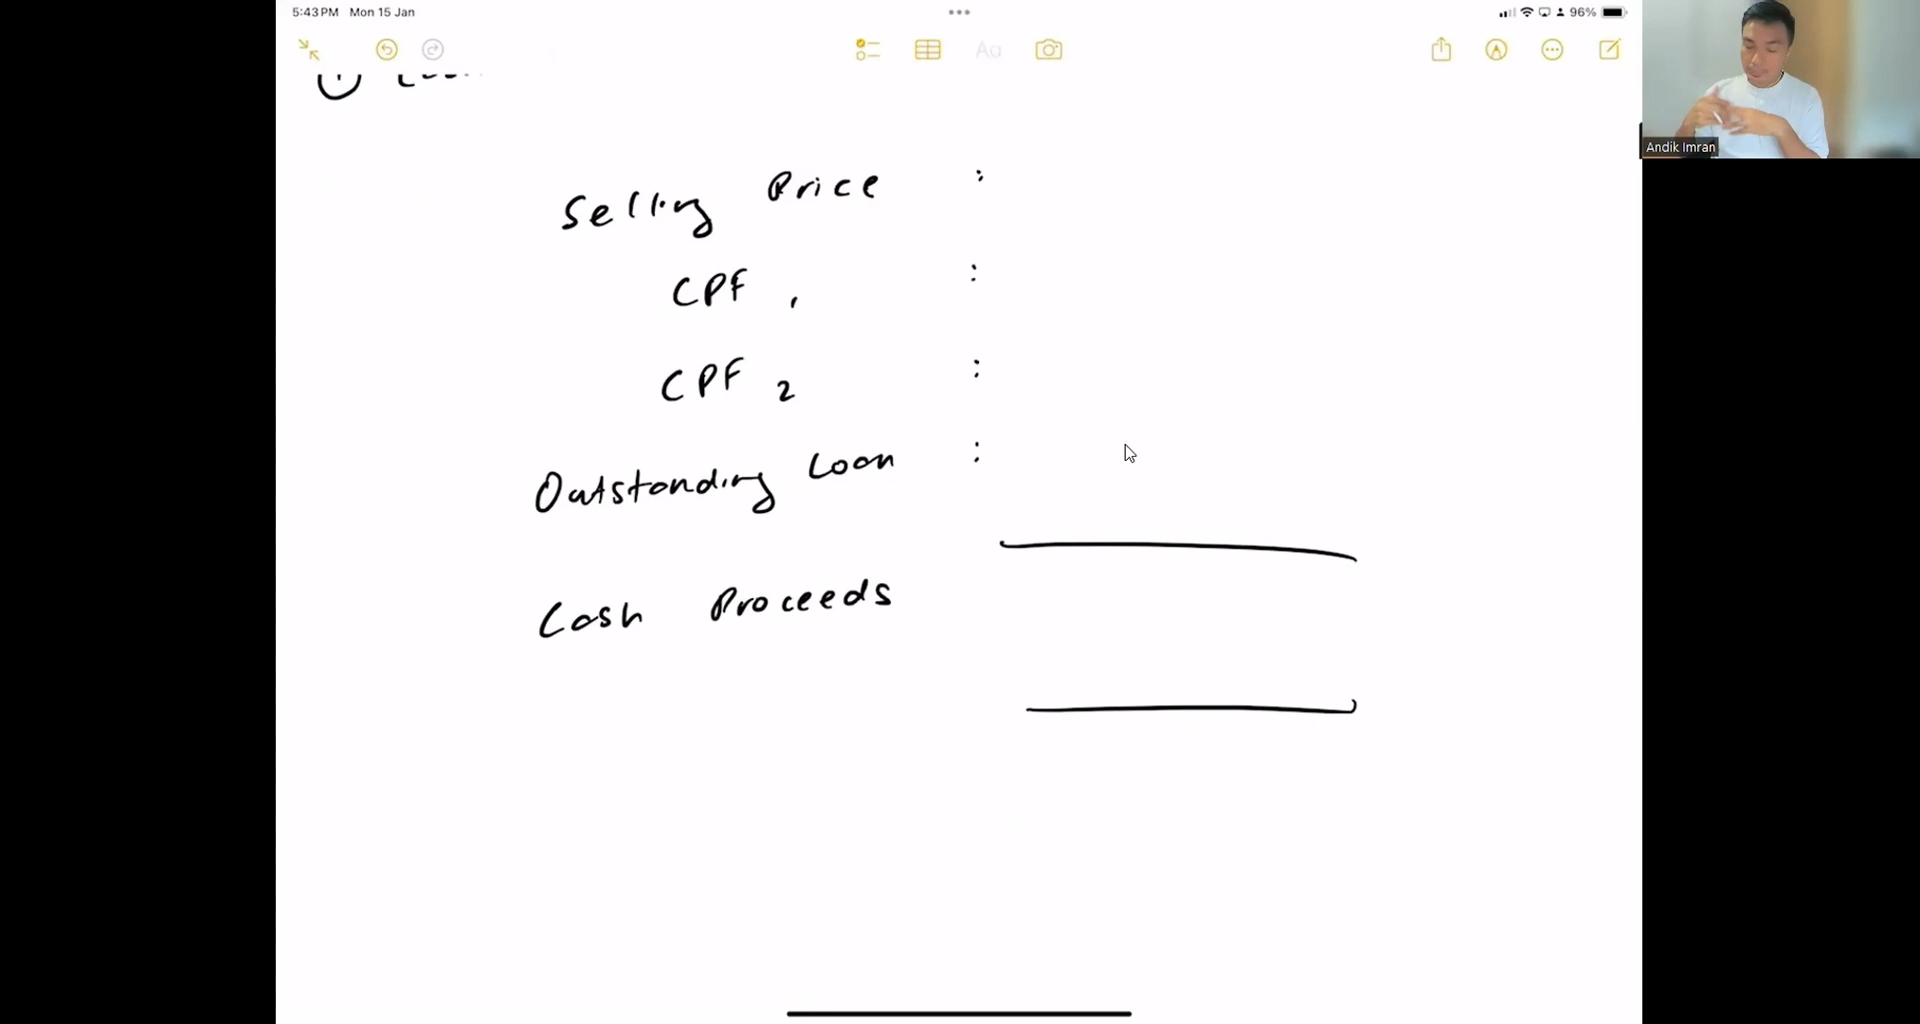 5:43 PM Mon 15 Jan
96%
Aa
Andik Imran
Selling Price :
CPF 1 :
CPF 2 :
Outstanding Loan :
Cash Proceeds